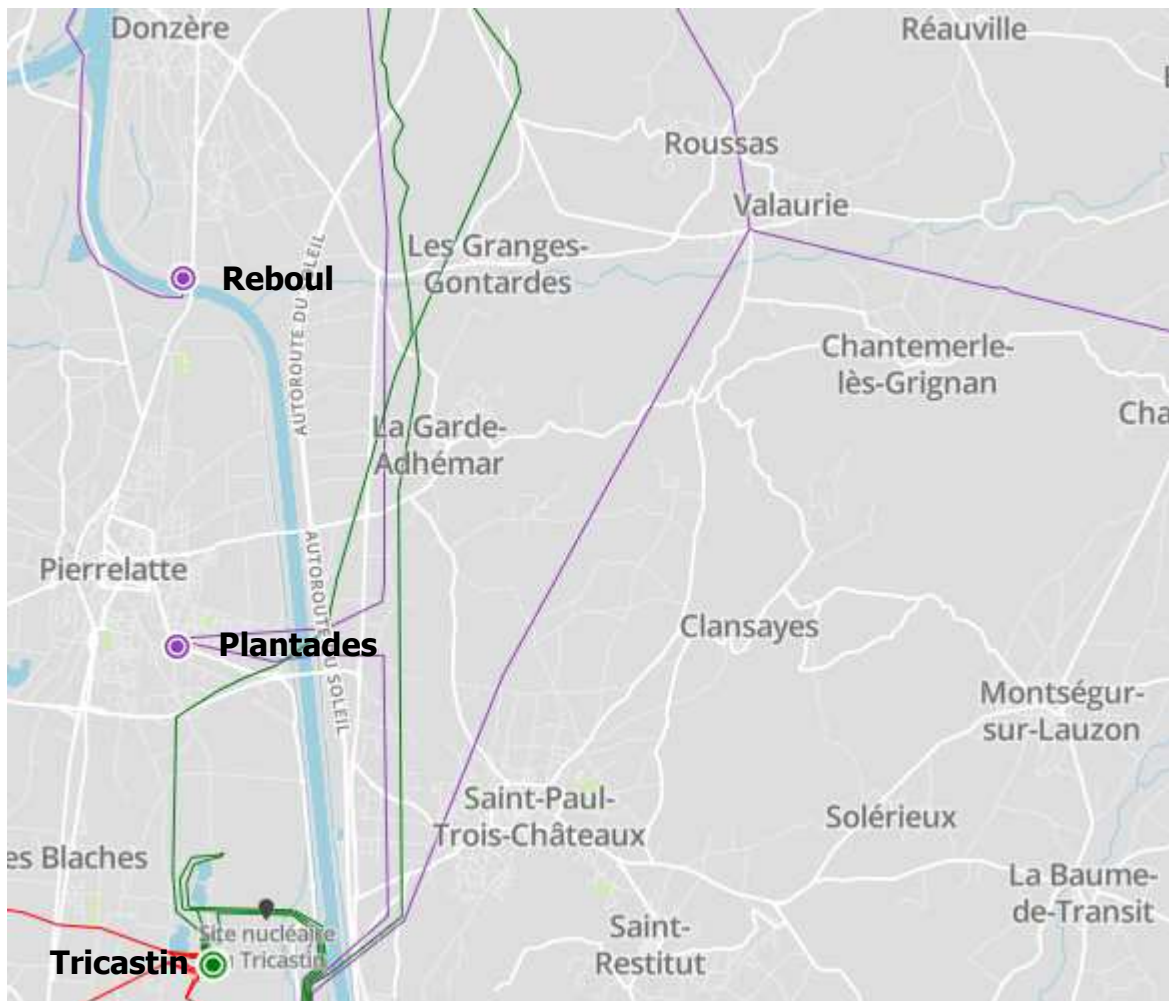 Donzère
Réauville
Roussas
Valaurie
Les Granges-
Gontardes
Reboul
AUTOROUTE DU SOLEIL
Chantemerle-
lès-Grignan
Cha
La Garde-
Adhémar
Pierrelatte
AUTOROUTE DU SOLEIL
Plantades
Clansayes
Montségur-
sur-Lauzon
Saint-Paul-
Trois-Châteaux
Solérieux
es Blaches
La Baume-
de-Transit
Site nucléaire
Tricastin
Tricastin
Saint-
Restitut